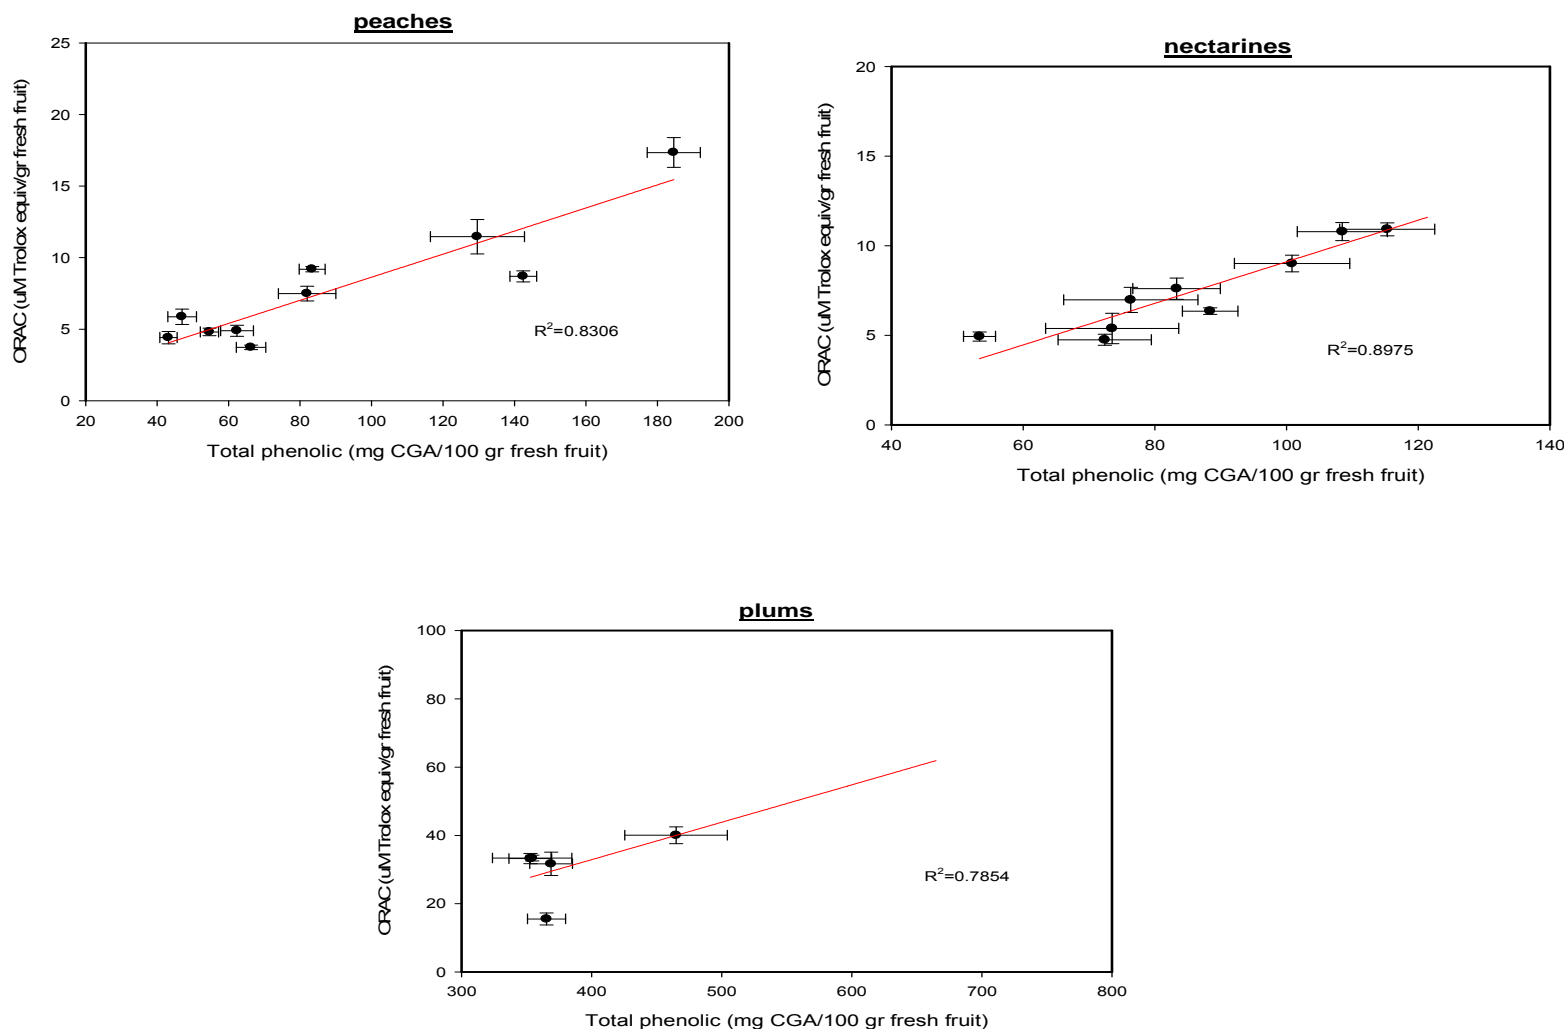 peaches
ORAC (uM Trolox equiv/gr fresh fruit)
25
20
15
10
5
0
20 40 60 80 100 120 140 160 180 200
R²=0.8306
Total phenolic (mg CGA/100 gr fresh fruit)
nectarines
ORAC (uM Trolox equiv/gr fresh fruit)
20
15
10
5
0
40 60 80 100 120 140
R²=0.8975
Total phenolic (mg CGA/100 gr fresh fruit)
plums
ORAC (uM Trolox equiv/gr fresh fruit)
100
80
60
40
20
0
300 400 500 600 700 800
R²=0.7854
Total phenolic (mg CGA/100 gr fresh fruit)